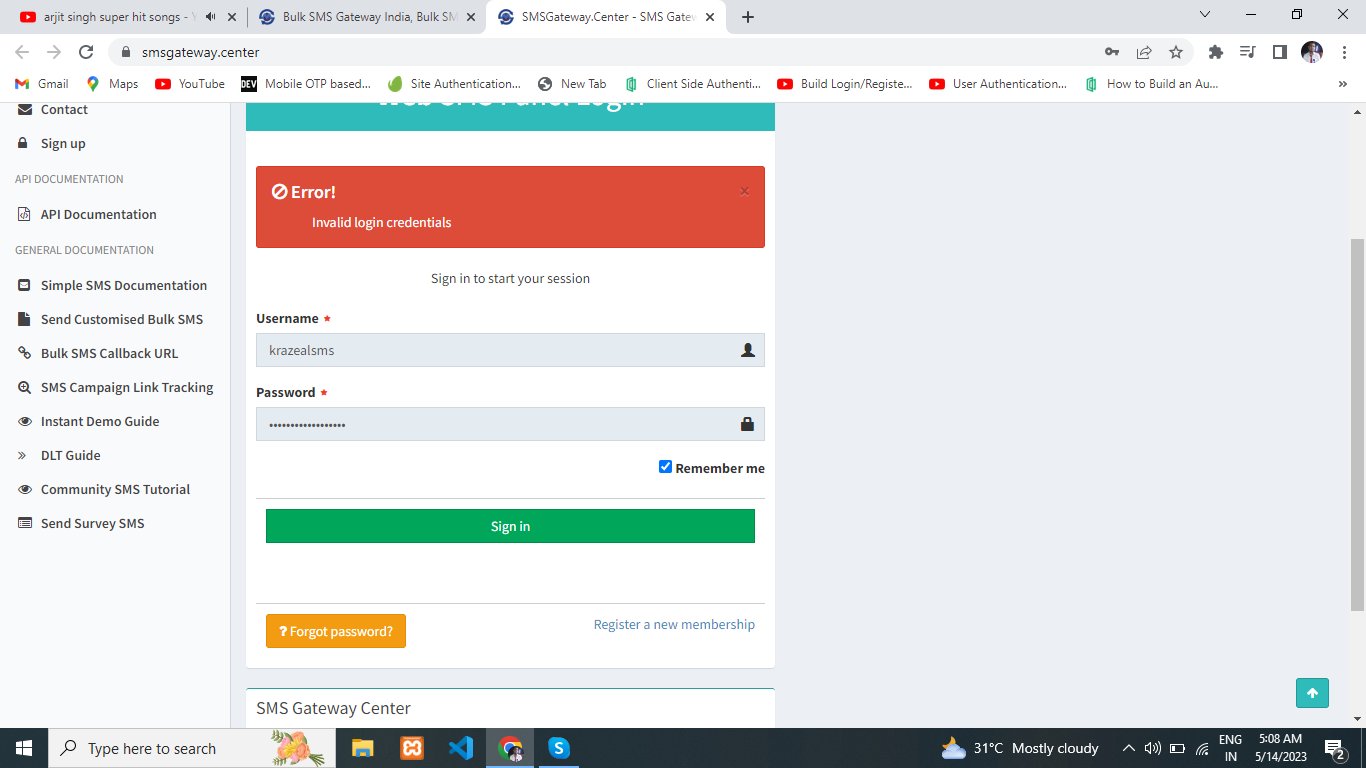 arjit singh super hit songs - Y
Bulk SMS Gateway India, Bulk SM
SMSGateway.Center - SMS Gatew
smsgateway.center
Gmail
Maps
YouTube
DEV
Mobile OTP based...
Site Authentication...
New Tab
Client Side Authenti...
Build Login/Registe...
User Authentication...
How to Build an Au...
»
Contact
Sign up
API DOCUMENTATION
API Documentation
GENERAL DOCUMENTATION
Simple SMS Documentation
Send Customised Bulk SMS
Bulk SMS Callback URL
SMS Campaign Link Tracking
Instant Demo Guide
DLT Guide
Community SMS Tutorial
Send Survey SMS
Web SMS Panel Login
Error!
×
Invalid login credentials
Sign in to start your session
Username *
krazealsms
Password *
••••••••••••••••••
Remember me
Sign in
? Forgot password?
Register a new membership
SMS Gateway Center
Type here to search
31°C Mostly cloudy
ENG
IN
5:08 AM
5/14/2023
2